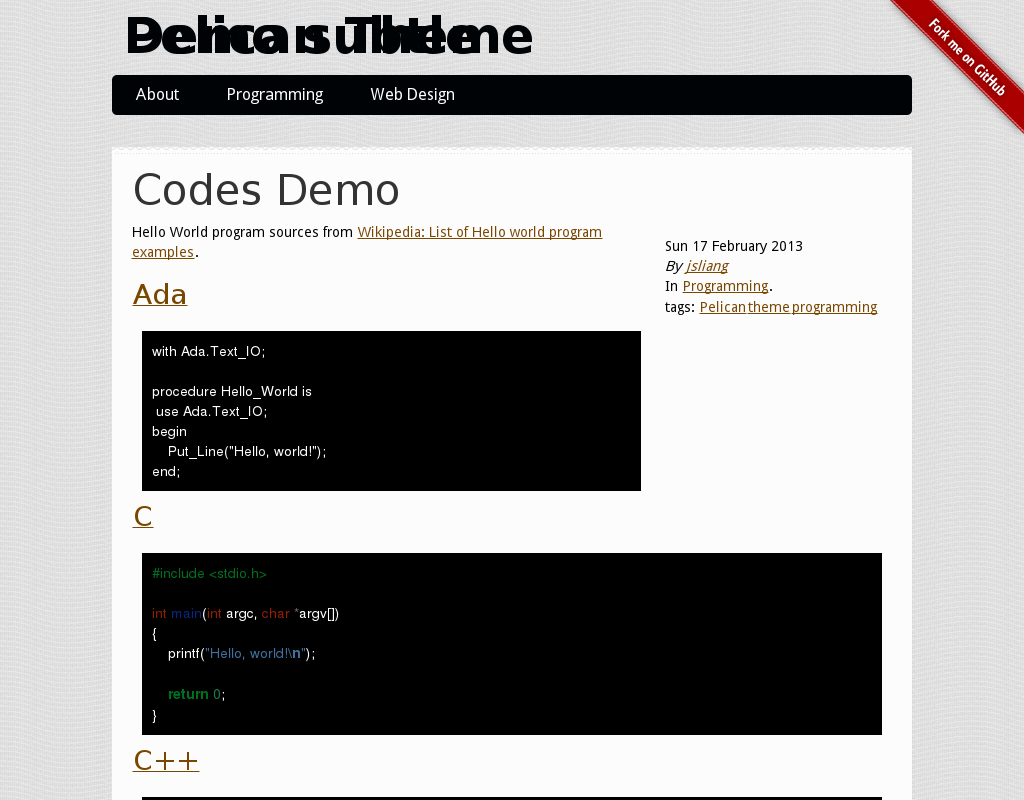 Fork me on GitHub
About Programming Web Design
Codes Demo
Hello World program sources from Wikipedia: List of Hello world program
examples.
Sun 17 February 2013
By jsliang
In Programming.
tags: Pelican theme programming
Ada
with Ada.Text_IO;
procedure Hello_World is
use Ada.Text_IO;
begin
Put_Line("Hello, world!");
end;
C
#include <stdio.h>
int main(int argc, char *argv[])
{
printf("Hello, world!\n");
return 0;
}
C++